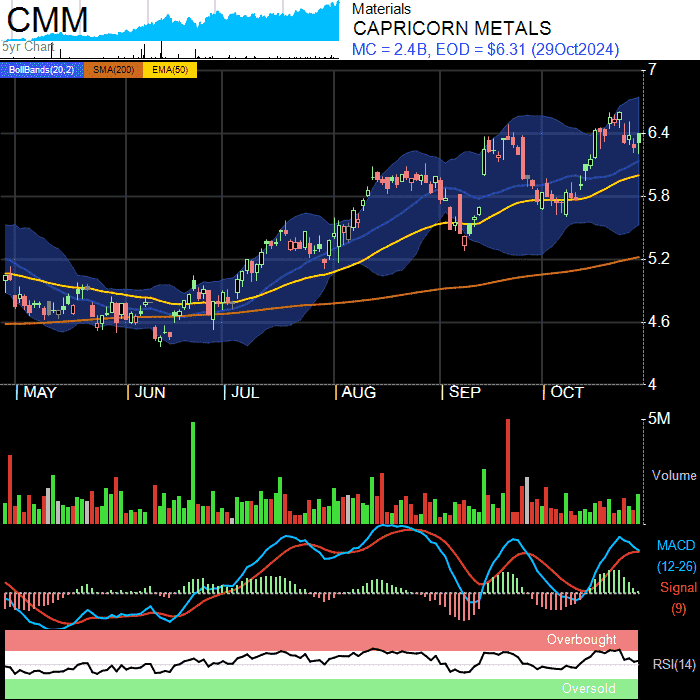 CMM
5yr Chart
Materials
CAPRICORN METALS
MC = 2.4B, EOD = $6.31 (29Oct2024)
BollBands(20,2) SMA(200) EMA(50)
7
6.4
5.8
5.2
4.6
4
MAY JUN JUL AUG SEP OCT
5M
Volume
MACD
(12-26)
Signal
(9)
Overbought
RSI(14)
Oversold